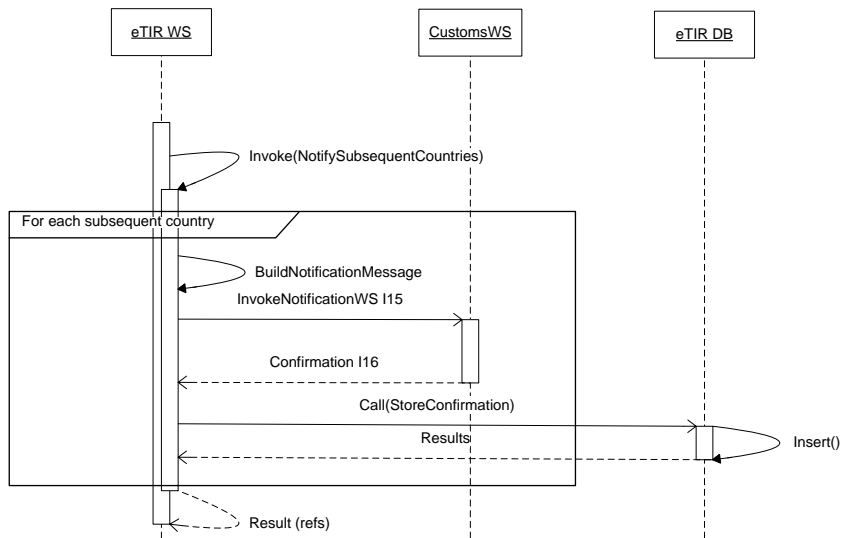 eTIR WS
CustomsWS
eTIR DB
Invoke(NotifySubsequentCountries)
For each subsequent country
BuildNotificationMessage
InvokeNotificationWS I15
Confirmation I16
Call(StoreConfirmation)
Results
Insert()
Result (refs)